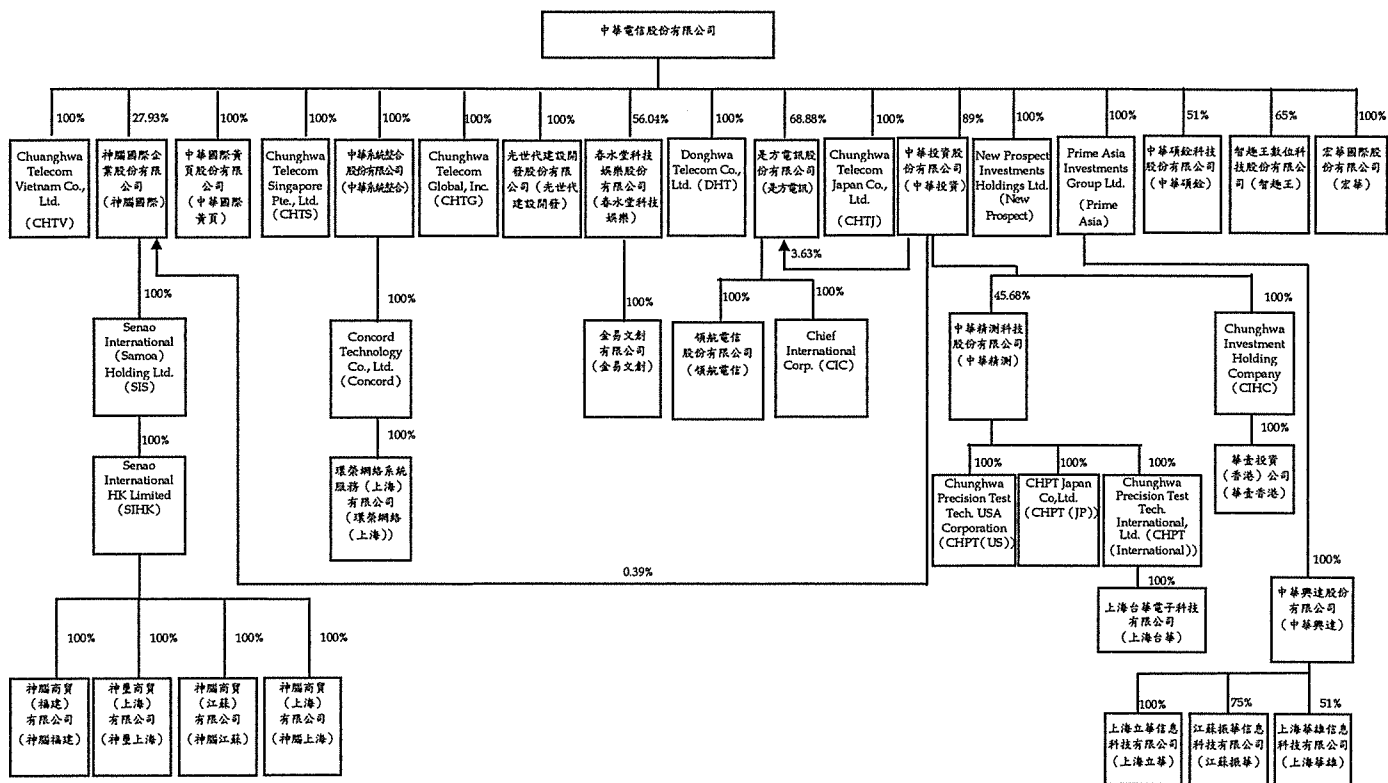 中華電信股份有限公司
100%
27.93%
100%
100%
100%
100%
100%
56.04%
100%
68.88%
100%
89%
100%
100%
51%
65%
100%
Chuanghwa
Telecom
Vietnam Co.,
Ltd.
(CHTV)
神腦國際企
業股份有限
公司
(神腦國際)
中華國際黃
頁股份有限
公司
(中華國際
黃頁)
Chunghwa
Telecom
Singapore
Pte., Ltd.
(CHTS)
中華系統整合
股份有限公司
(中華系統整合)
Chunghwa
Telecom
Global, Inc.
(CHTG)
光世代建設開
發股份有限
公司 (光世代
建設開發)
春水堂科技
娛樂股份
有限公司
(春水堂科技
娛樂)
Donghwa
Telecom Co.,
Ltd. (DHT)
是方電訊股
份有限公司
(是方電訊)
Chunghwa
Telecom
Japan Co.,
Ltd.
(CHTJ)
中華投資股
份有限公司
(中華投資)
New Prospect
Investments
Holdings Ltd.
(New
Prospect)
Prime Asia
Investments
Group Ltd.
(Prime
Asia)
中華碩銓科技
股份有限公司
(中華碩銓)
智趣王數位科
技股份有限公
司 (智趣王)
宏華國際股
份有限公司
(宏華)
3.63%
100%
100%
100%
100%
100%
45.68%
100%
Senao
International
(Samoa)
Holding Ltd.
(SIS)
Concord
Technology
Co., Ltd.
(Concord)
金易文創
有限公司
(金易文創)
領航電信
股份有限公司
(領航電信)
Chief
International
Corp. (CIC)
中華精測科技
股份有限公司
(中華精測)
Chunghwa
Investment
Holding
Company
(CIHC)
100%
100%
100%
Senao
International
HK Limited
(SIHK)
環榮網絡系統
服務 (上海)
有限公司
(環榮網絡
(上海))
100%
100%
100%
Chunghwa
Precision Test
Tech. USA
Corporation
(CHPT(US))
CHPT Japan
Co,Ltd.
(CHPT (JP))
Chunghwa
Precision Test
Tech.
International,
Ltd. (CHPT
(International))
華壹投資
(香港) 公司
(華壹香港)
0.39%
100%
100%
上海台華電子科技
有限公司
(上海台華)
中華興達股份
有限公司
(中華興達)
100%
100%
100%
100%
神腦商貿
(福建)
有限公司
(神腦福建)
神璽商貿
(上海)
有限公司
(神璽上海)
神腦商貿
(江蘇)
有限公司
(神腦江蘇)
神腦商貿
(上海)
有限公司
(神腦上海)
100%
75%
51%
上海立華信息
科技有限公司
(上海立華)
江蘇振華信息
科技有限公司
(江蘇振華)
上海華雄信息
科技有限公司
(上海華雄)